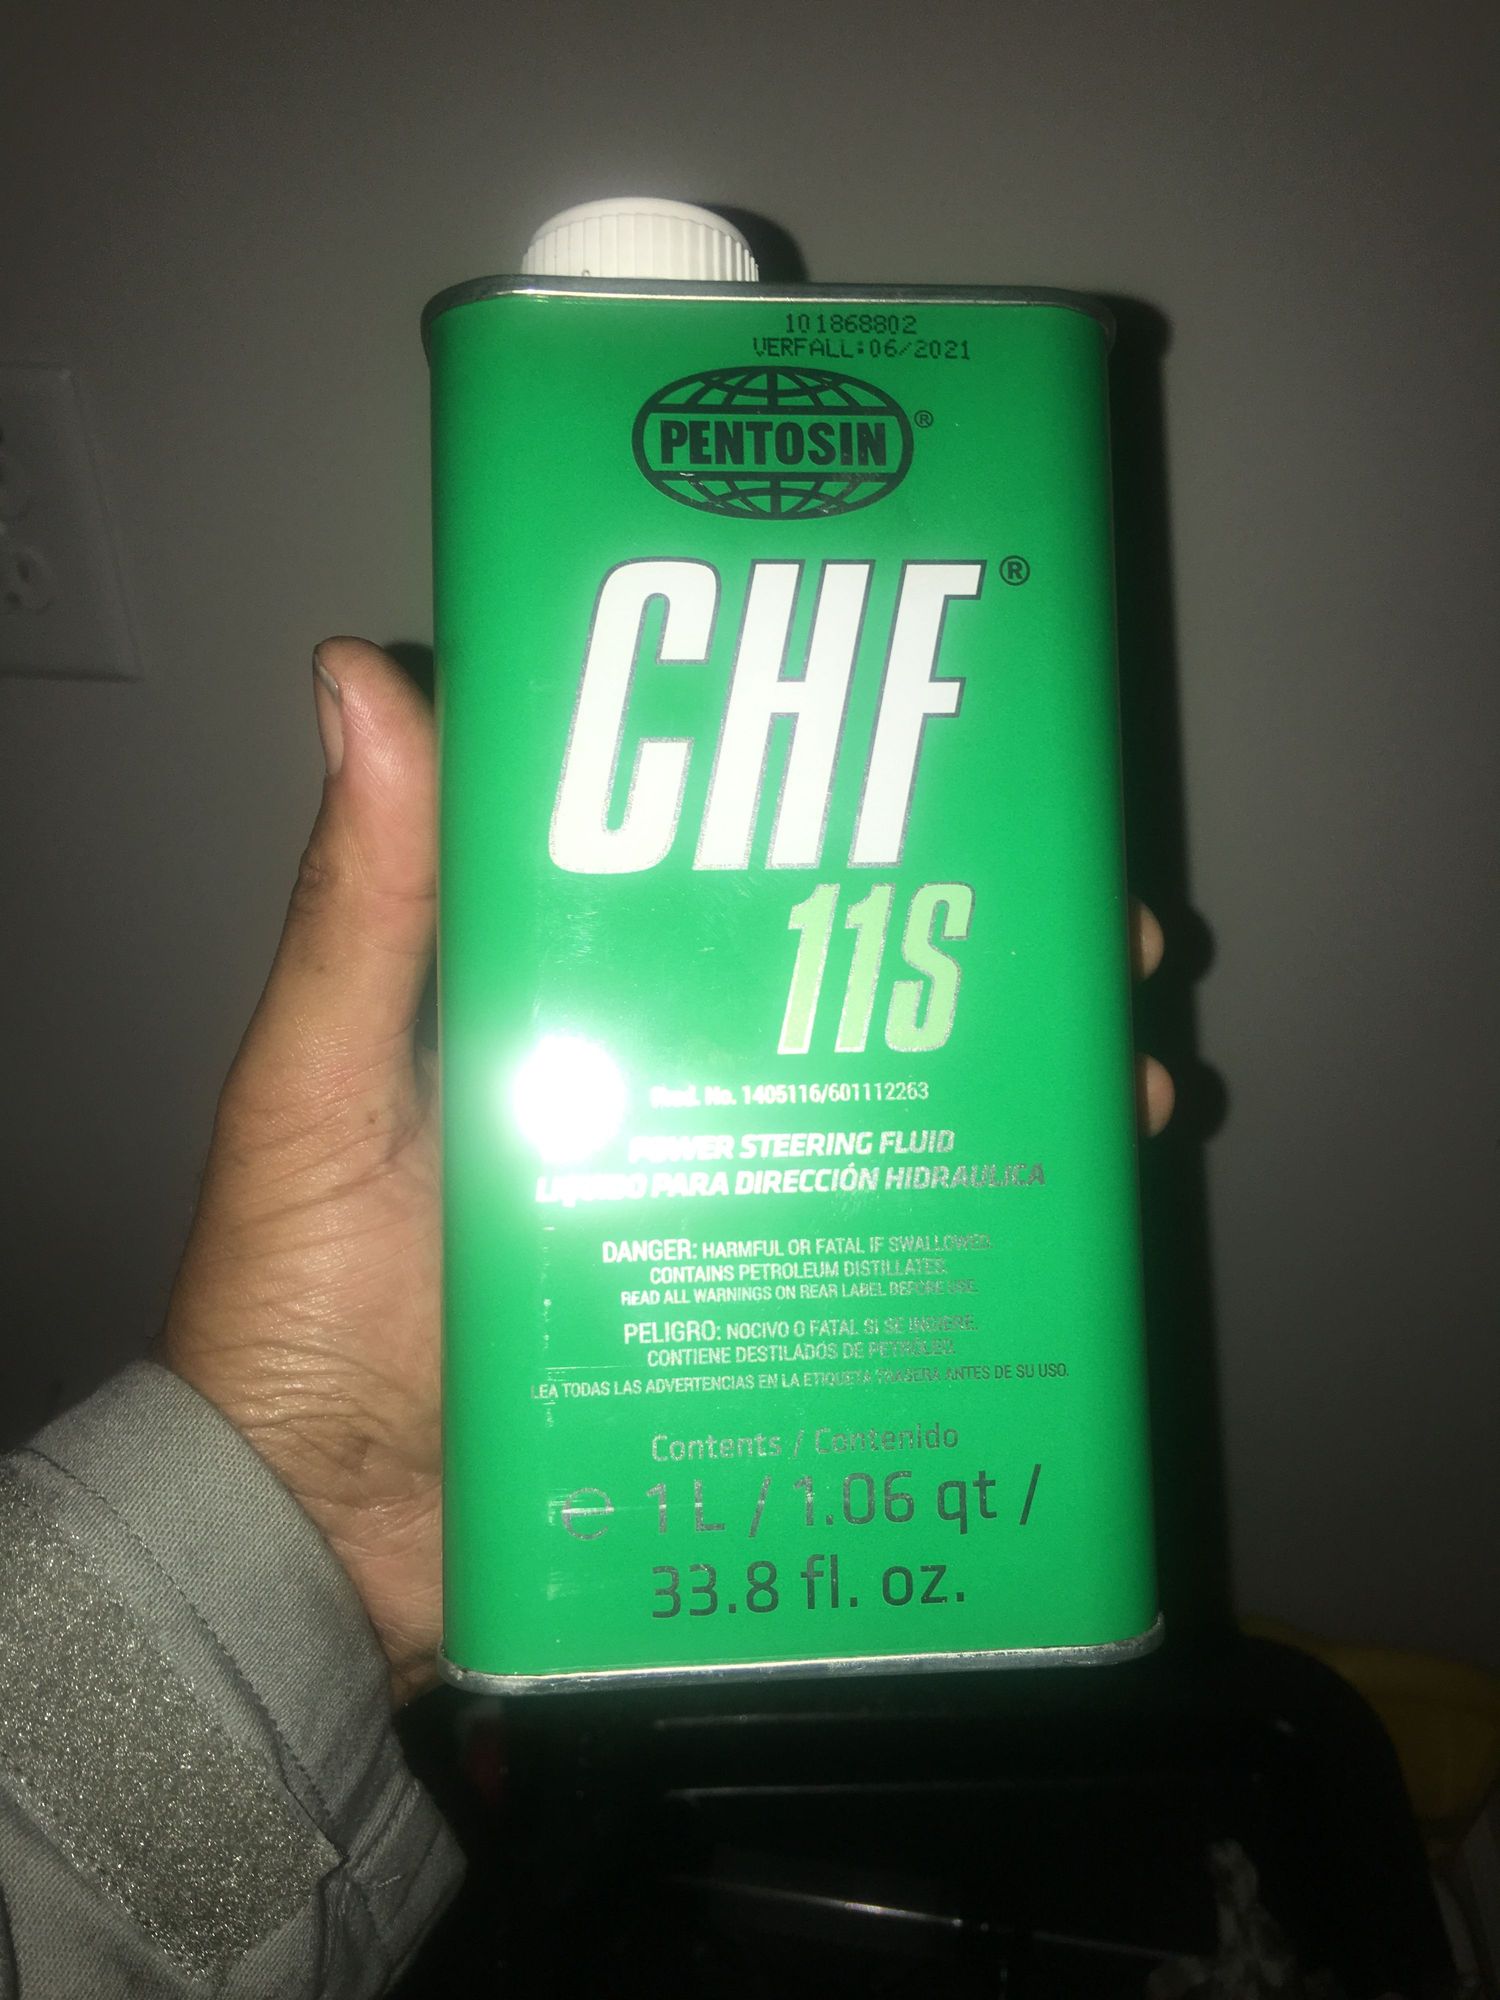 101868802
VERFALL:06/2021
PENTOSIN®
CHF®
11S
Prod. No. 1405116/601112263
POWER STEERING FLUID
LÍQUIDO PARA DIRECCIÓN HIDRAULICA
DANGER: HARMFUL OR FATAL IF SWALLOWED.
CONTAINS PETROLEUM DISTILLATES.
READ ALL WARNINGS ON REAR LABEL BEFORE USE.
PELIGRO: NOCIVO O FATAL SI SE INGIERE.
CONTIENE DESTILADOS DE PETRÓLEO.
LEA TODAS LAS ADVERTENCIAS EN LA ETIQUETA TRASERA ANTES DE SU USO.
Contents / Contenido
e 1 L / 1.06 qt /
33.8 fl. oz.